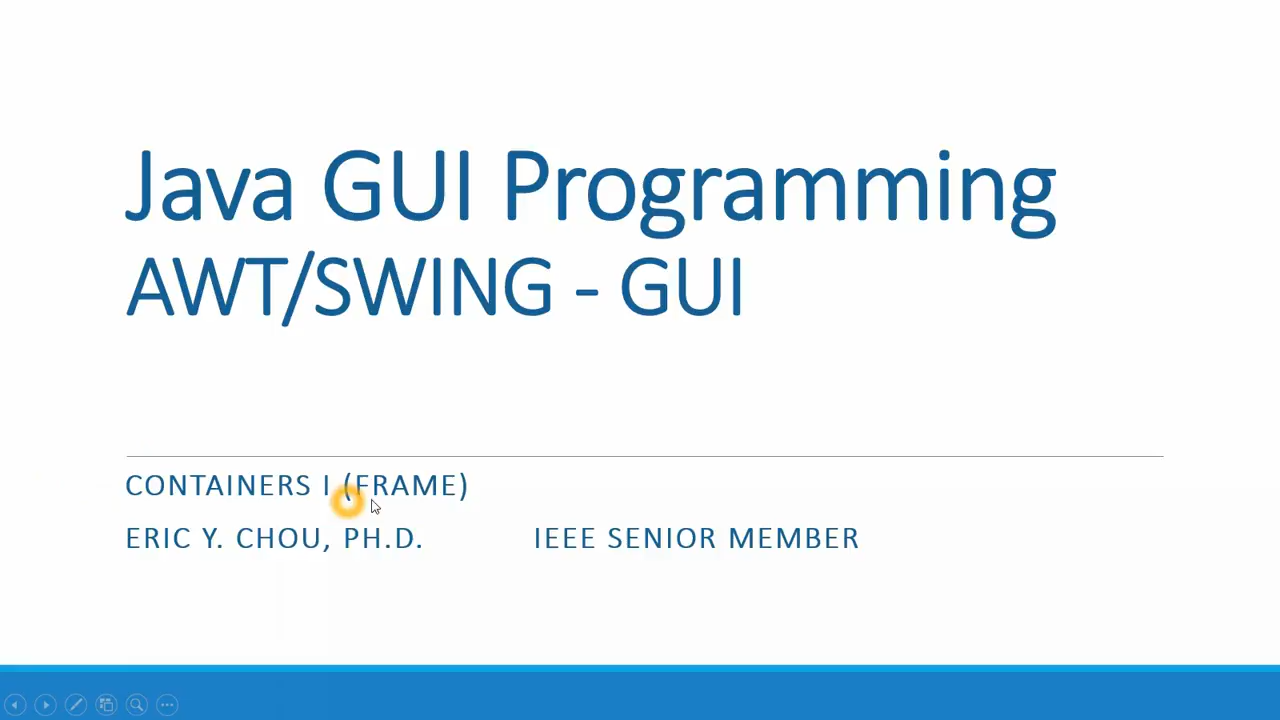 Java GUI Programming
AWT/SWING - GUI
CONTAINERS I (FRAME)
ERIC Y. CHOU, PH.D. IEEE SENIOR MEMBER